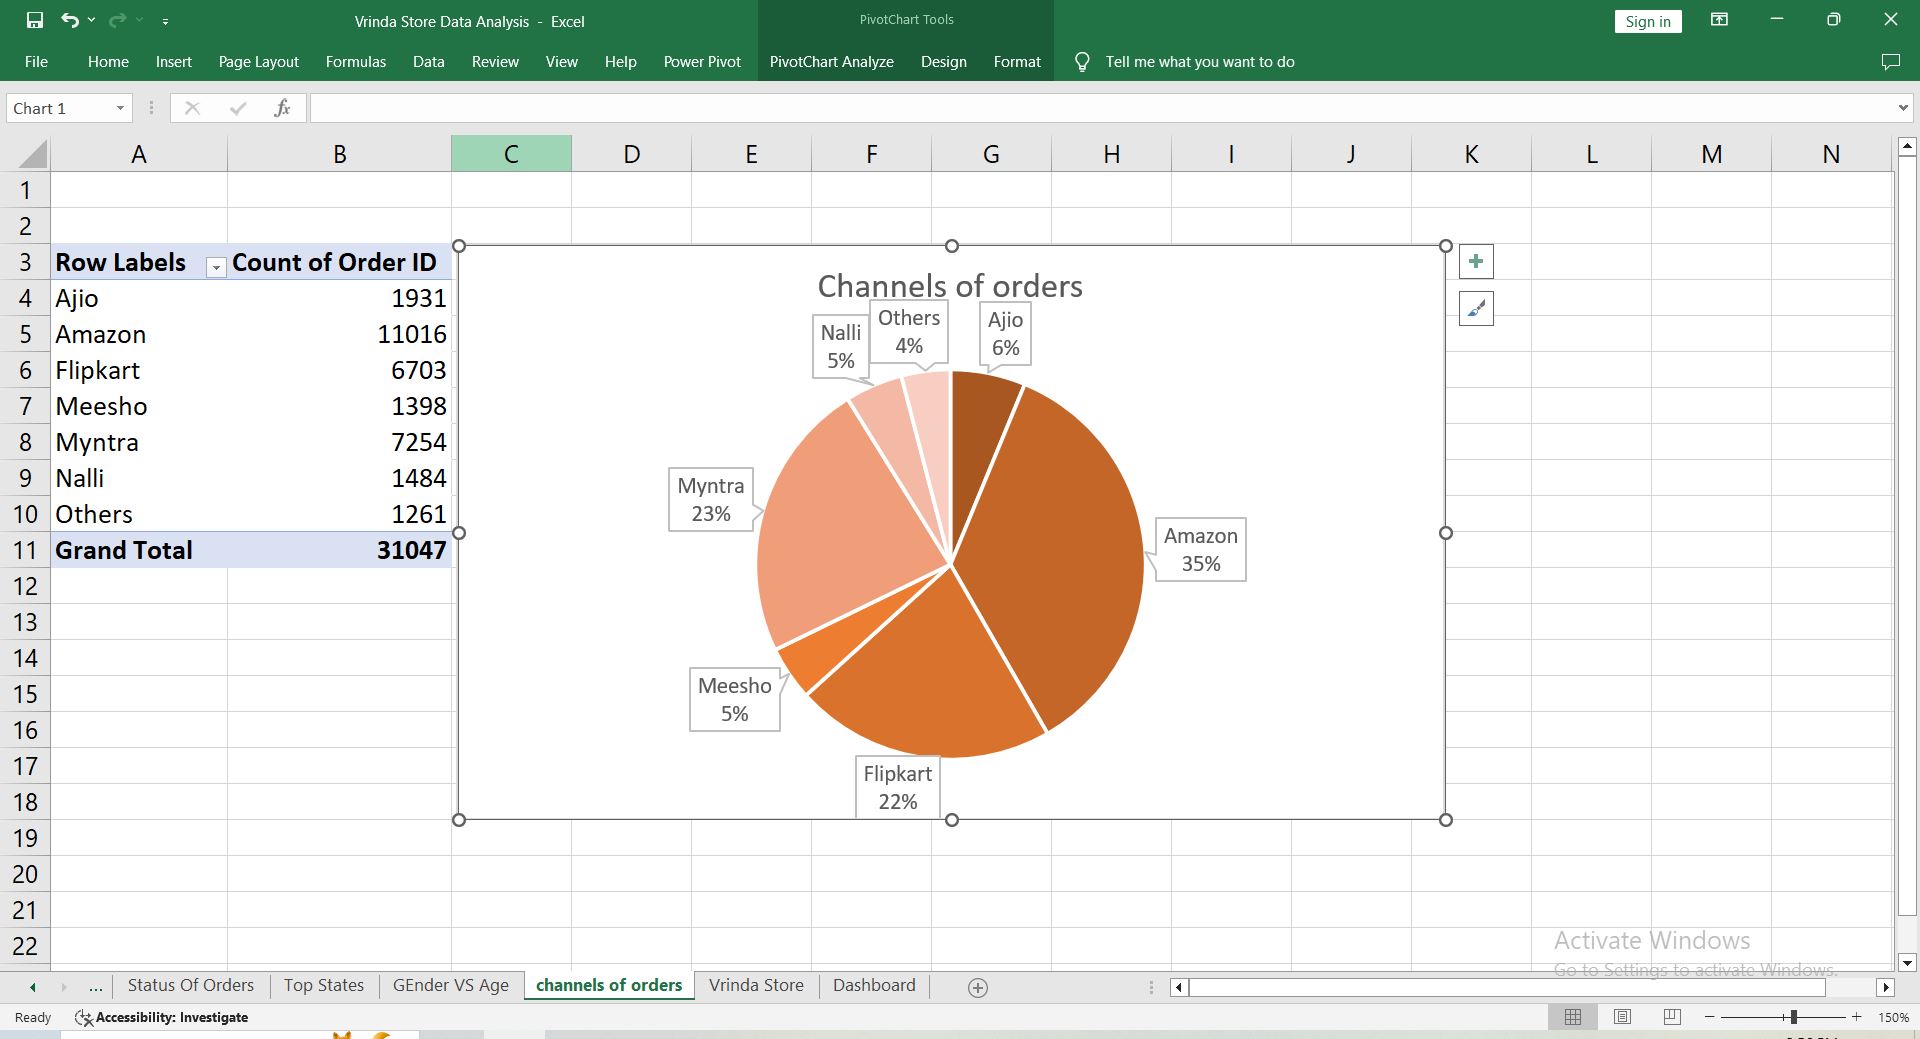 Vrinda Store Data Analysis - Excel
PivotChart Tools
Sign in
File Home Insert Page Layout Formulas Data Review View Help Power Pivot PivotChart Analyze Design Format Tell me what you want to do
Chart 1 fx
A B C D E F G H I J K L M N
1
2
3 Row Labels Count of Order ID
4 Ajio 1931
5 Amazon 11016
6 Flipkart 6703
7 Meesho 1398
8 Myntra 7254
9 Nalli 1484
10 Others 1261
11 Grand Total 31047
12
13
14
15
16
17
18
19
20
21
22
Channels of orders
Others
4%
Ajio
6%
Nalli
5%
Myntra
23%
Amazon
35%
Meesho
5%
Flipkart
22%
Activate Windows
Go to Settings to activate Windows.
... Status Of Orders Top States GEnder VS Age channels of orders Vrinda Store Dashboard
Ready Accessibility: Investigate 150%